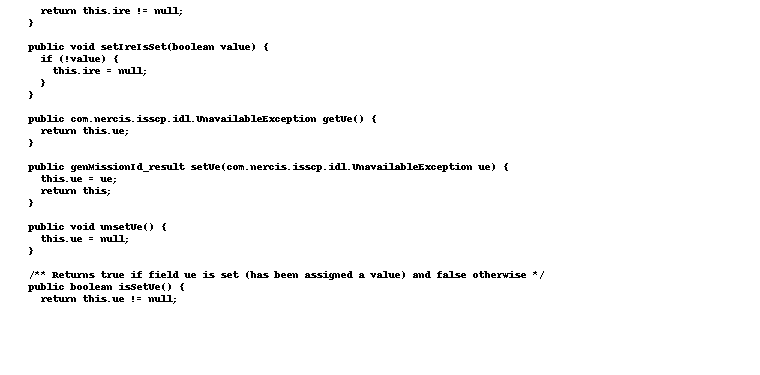 return this.ire != null;
}
public void setIreIsSet(boolean value) {
if (!value) {
this.ire = null;
}
}
public com.nercis.isscp.idl.UnavailableException getUe() {
return this.ue;
}
public genMissionId_result setUe(com.nercis.isscp.idl.UnavailableException ue) {
this.ue = ue;
return this;
}
public void unsetUe() {
this.ue = null;
}
/** Returns true if field ue is set (has been assigned a value) and false otherwise */
public boolean isSetUe() {
return this.ue != null;